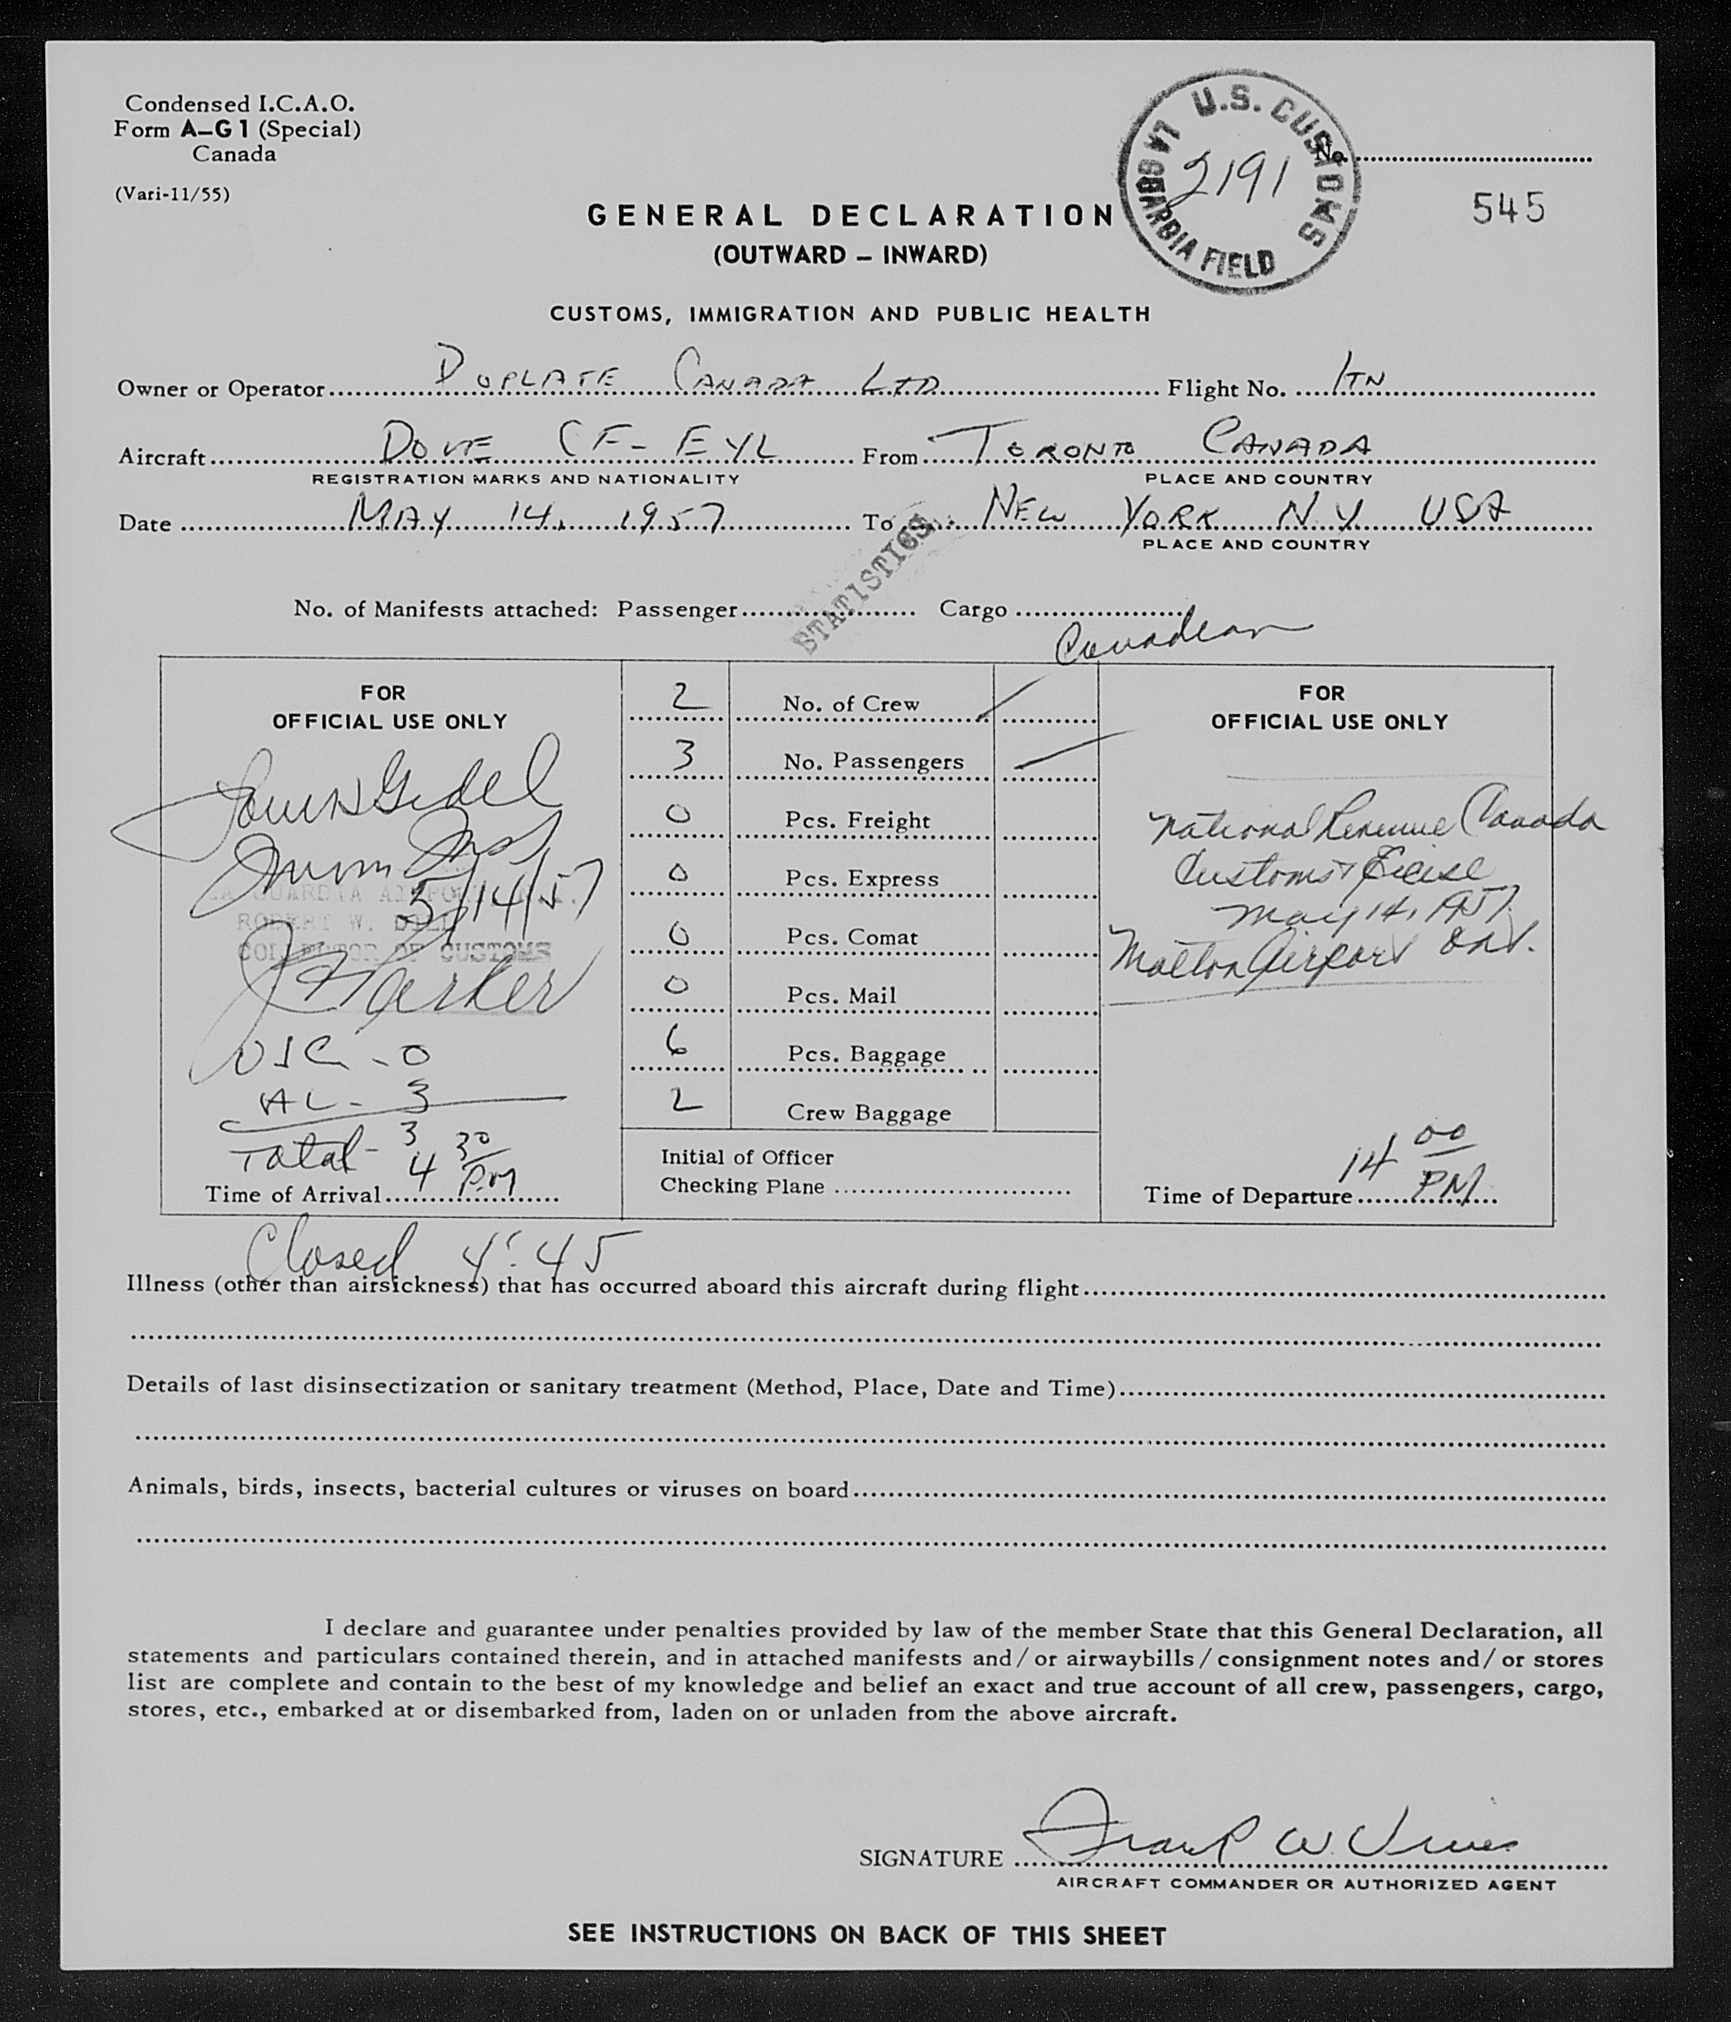 Condensed I.C.A.O.
Form A–G1 (Special)
Canada
(Vari-11/55)
U.S. CUSTOMS
2191
LA GUARDIA FIELD
No.
545
GENERAL DECLARATION
(OUTWARD – INWARD)
CUSTOMS, IMMIGRATION AND PUBLIC HEALTH
Owner or Operator DUPLATE CANADA LTD Flight No. ITN
Aircraft DOVE CF-EYL From TORONTO CANADA
REGISTRATION MARKS AND NATIONALITY PLACE AND COUNTRY
Date MAY 14, 1957 To NEW YORK N.Y USA
PLACE AND COUNTRY
STATISTICS
No. of Manifests attached: Passenger Cargo
Canadian
FOR
OFFICIAL USE ONLY
5/14/57
LA GUARDIA AIRPORT, N.Y.
ROBERT W. DILL
COLLECTOR OF CUSTOMS
Parker
USC - 0
AL - 3
Total - 3
4 30 PM
Time of Arrival
2 No. of Crew
3 No. Passengers
0 Pcs. Freight
0 Pcs. Express
0 Pcs. Comat
0 Pcs. Mail
6 Pcs. Baggage
2 Crew Baggage
Initial of Officer
Checking Plane
FOR
OFFICIAL USE ONLY
National Revenue Canada
Customs & Excise
May 14, 1957
Malton Airport Ont.
14 00 PM
Time of Departure
Closed 4:45
Illness (other than airsickness) that has occurred aboard this aircraft during flight
Details of last disinsectization or sanitary treatment (Method, Place, Date and Time)
Animals, birds, insects, bacterial cultures or viruses on board
I declare and guarantee under penalties provided by law of the member State that this General Declaration, all
statements and particulars contained therein, and in attached manifests and/or airwaybills/consignment notes and/or stores
list are complete and contain to the best of my knowledge and belief an exact and true account of all crew, passengers, cargo,
stores, etc., embarked at or disembarked from, laden on or unladen from the above aircraft.
SIGNATURE Frank W.
AIRCRAFT COMMANDER OR AUTHORIZED AGENT
SEE INSTRUCTIONS ON BACK OF THIS SHEET